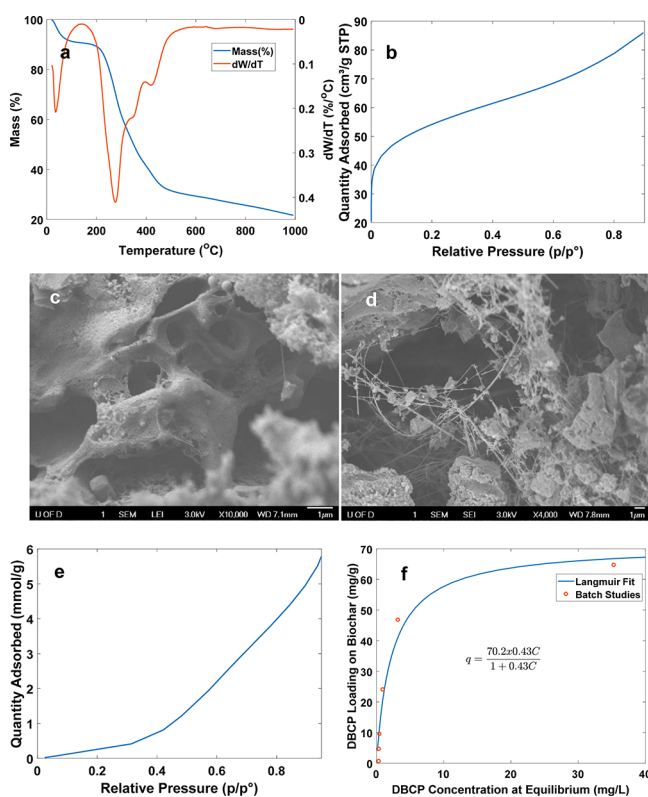 100
80
60
40
20
Mass (%)
a
Mass(%)
dW/dT
0
0.1
0.2
0.3
0.4
dW/dT (%/°C)
0
200
400
600
800
1000
Temperature (°C)
90
80
70
60
50
40
30
20
Quantity Adsorbed (cm³/g STP)
b
0
0.2
0.4
0.6
0.8
Relative Pressure (p/p°)
c
U OF D 1 SEM LEI 3.0kV X10,000 WD 7.1mm 1μm
d
U OF D 1 SEM SEI 3.0kV X4,000 WD 7.8mm 1μm
6
5
4
3
2
1
0
Quantity Adsorbed (mmol/g)
e
0
0.2
0.4
0.6
0.8
Relative Pressure (p/p°)
70
60
50
40
30
20
10
0
DBCP Loading on Biochar (mg/g)
f
Langmuir Fit
Batch Studies
q = 70.2x0.43C / 1 + 0.43C
0
10
20
30
40
DBCP Concentration at Equilibrium (mg/L)